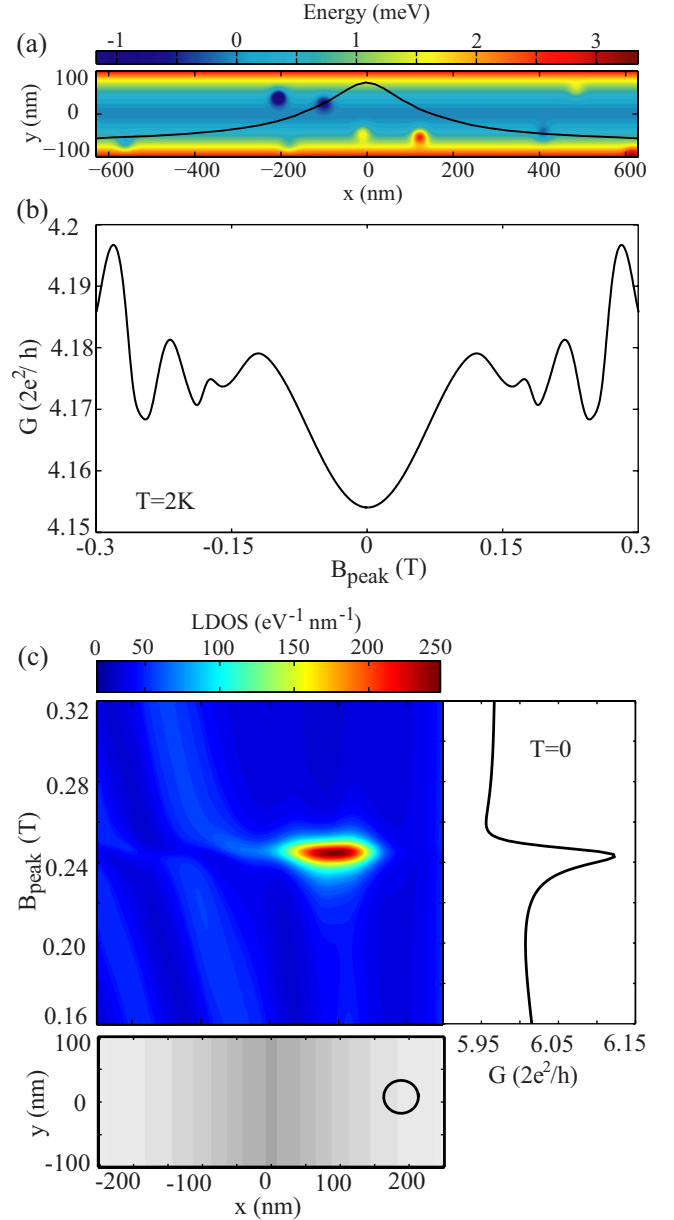 Energy (meV)
(a)
-1 0 1 2 3
y (nm)
100
0
-100
-600 -400 -200 0 200 400 600
x (nm)
(b)
4.2
4.19
4.18
4.17
4.16
4.15
G (2e²/ h)
T=2K
-0.3 -0.15 0 0.15 0.3
B_peak (T)
LDOS (eV⁻¹ nm⁻¹)
(c)
0 50 100 150 200 250
0.32
0.28
0.24
0.20
0.16
B_peak (T)
T=0
5.95 6.05 6.15
G (2e²/h)
100
0
-100
y (nm)
-200 -100 0 100 200
x (nm)